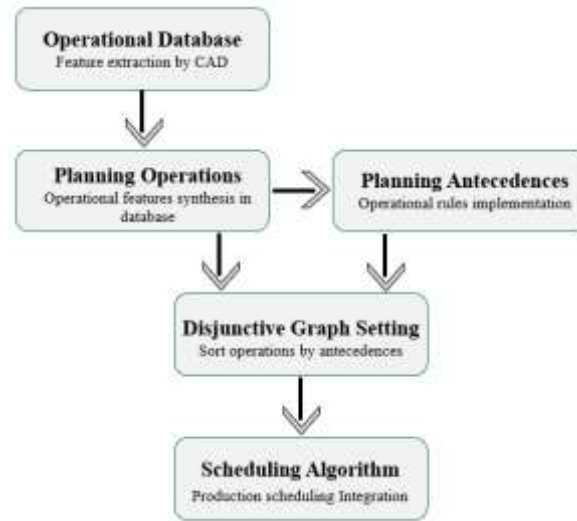 Operational Database
Feature extraction by CAD
Planning Operations
Operational features synthesis in
database
Planning Antecedences
Operational rules implementation
Disjunctive Graph Setting
Sort operations by antecedences
Scheduling Algorithm
Production scheduling Integration